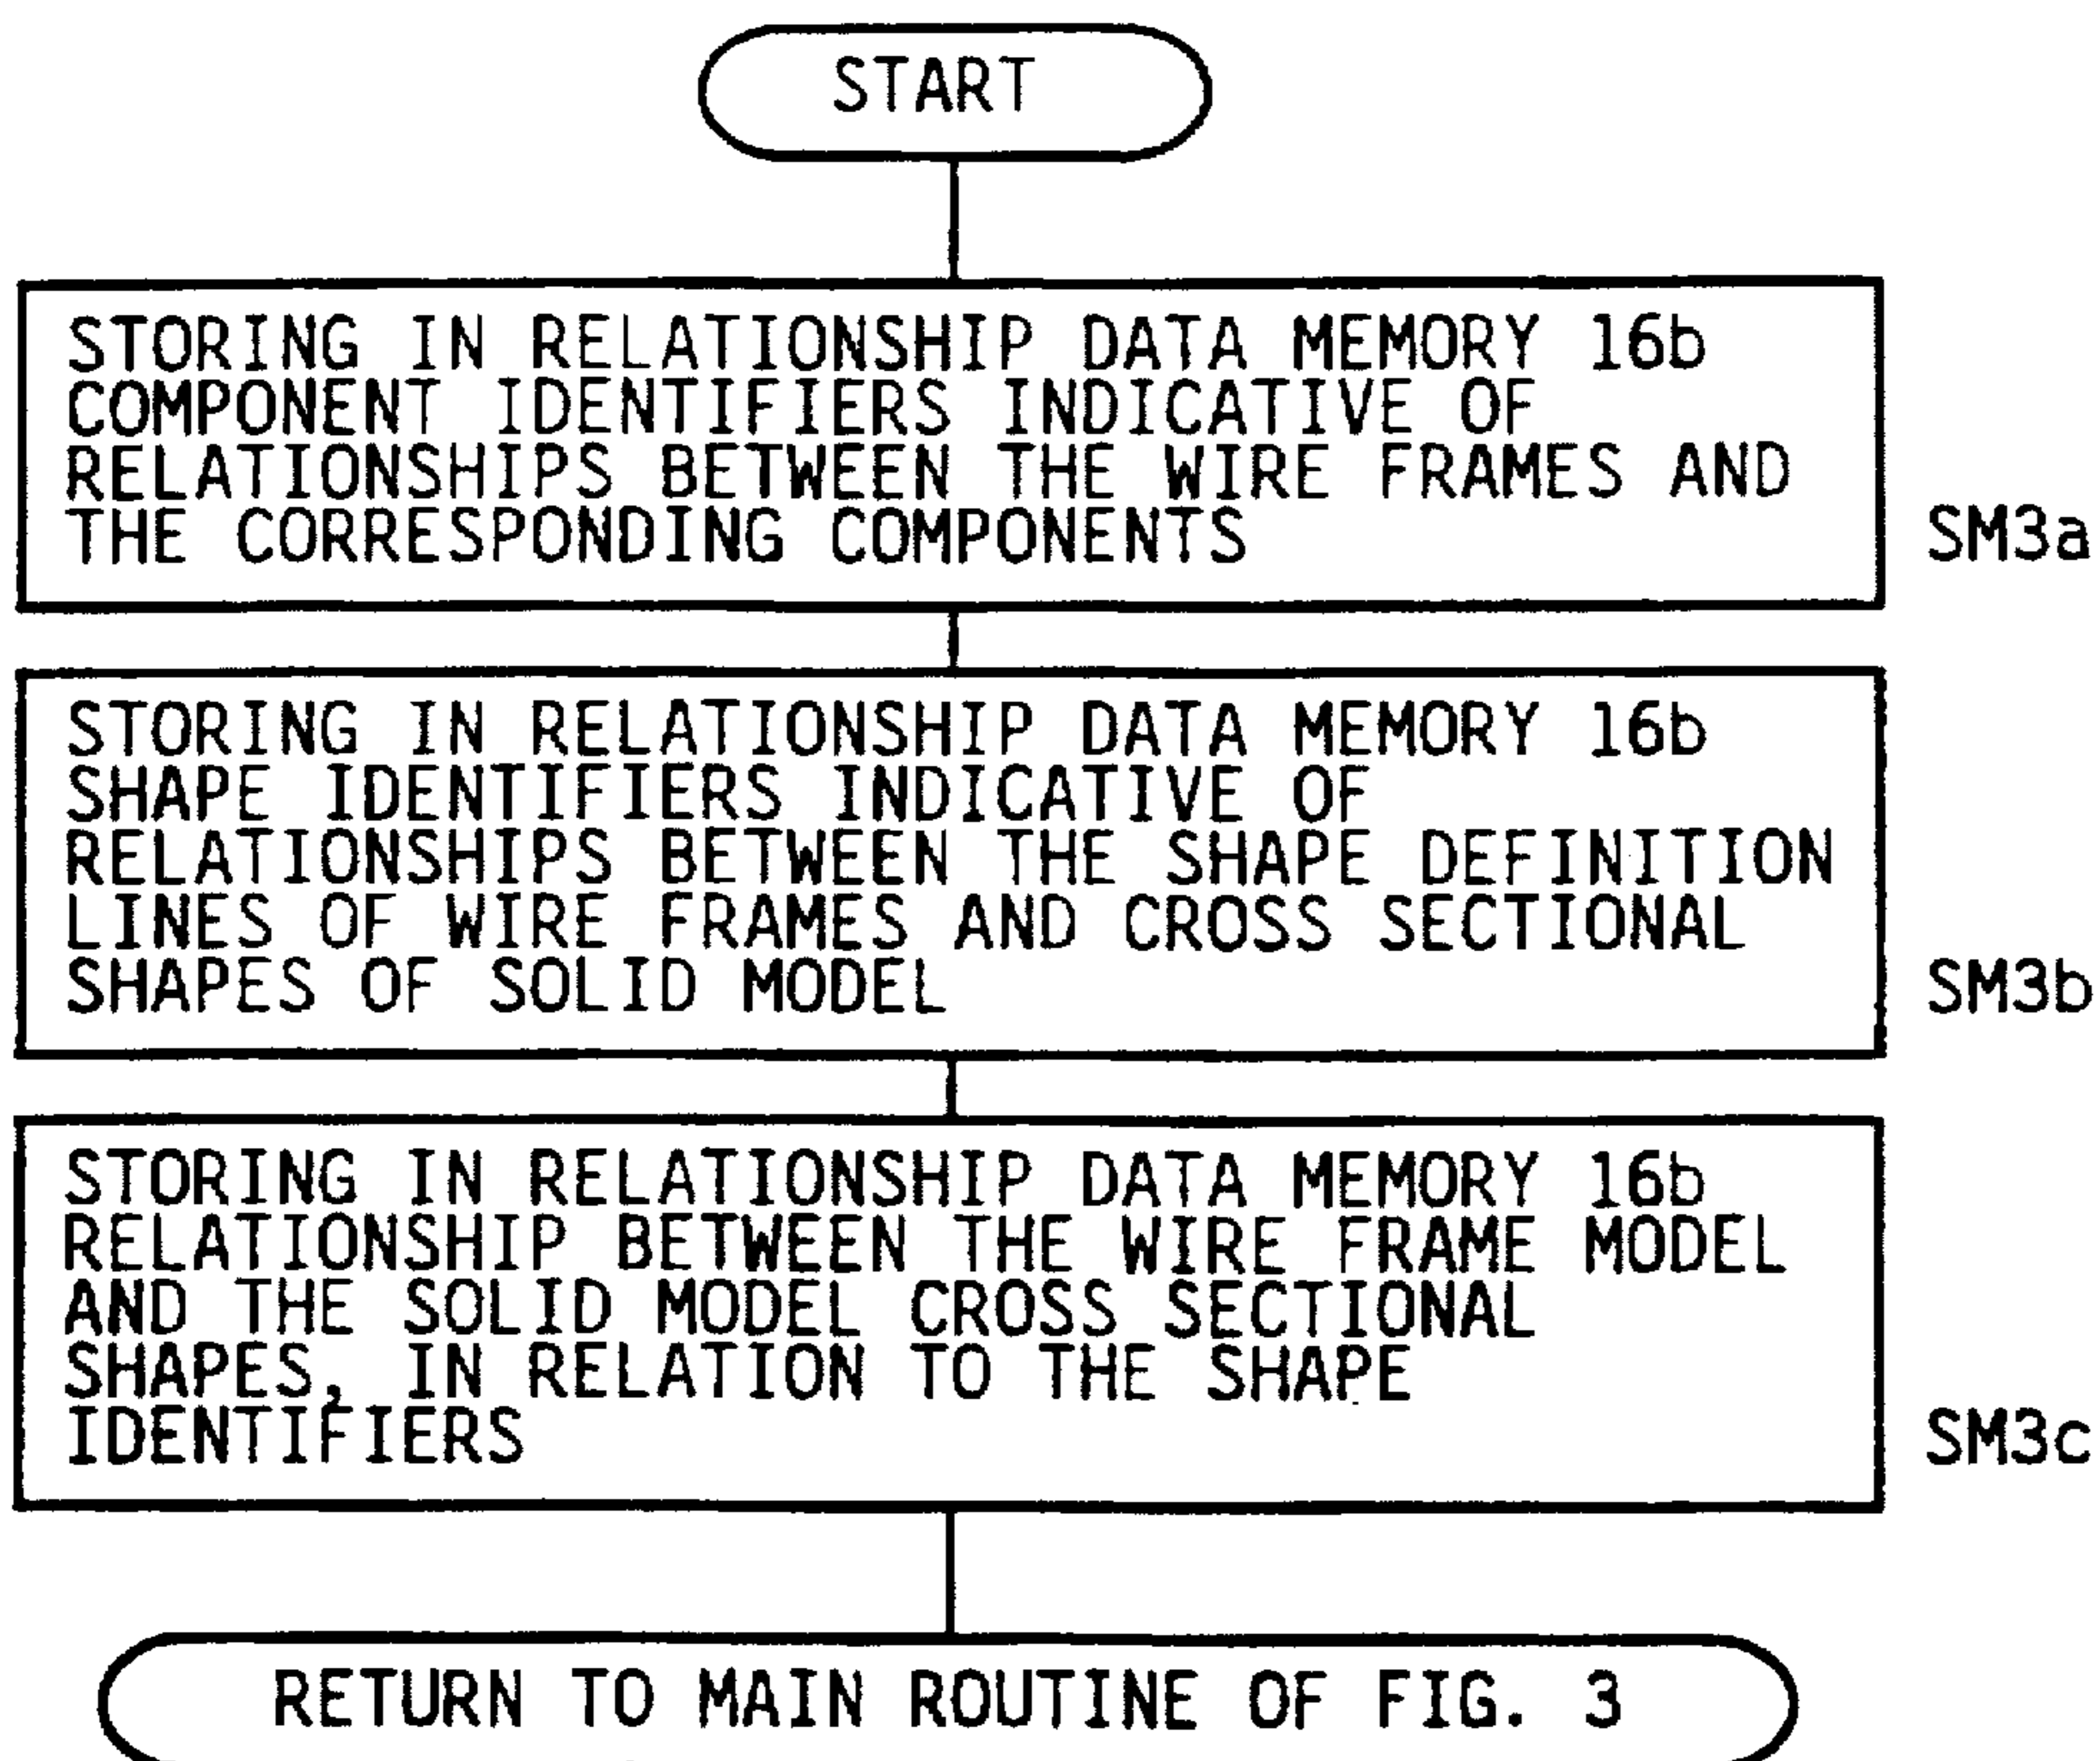 START
STORING IN RELATIONSHIP DATA MEMORY 16b
COMPONENT IDENTIFIERS INDICATIVE OF
RELATIONSHIPS BETWEEN THE WIRE FRAMES AND
THE CORRESPONDING COMPONENTS
SM3a
STORING IN RELATIONSHIP DATA MEMORY 16b
SHAPE IDENTIFIERS INDICATIVE OF
RELATIONSHIPS BETWEEN THE SHAPE DEFINITION
LINES OF WIRE FRAMES AND CROSS SECTIONAL
SHAPES OF SOLID MODEL
SM3b
STORING IN RELATIONSHIP DATA MEMORY 16b
RELATIONSHIP BETWEEN THE WIRE FRAME MODEL
AND THE SOLID MODEL CROSS SECTIONAL
SHAPES, IN RELATION TO THE SHAPE
IDENTIFIERS
SM3c
RETURN TO MAIN ROUTINE OF FIG. 3